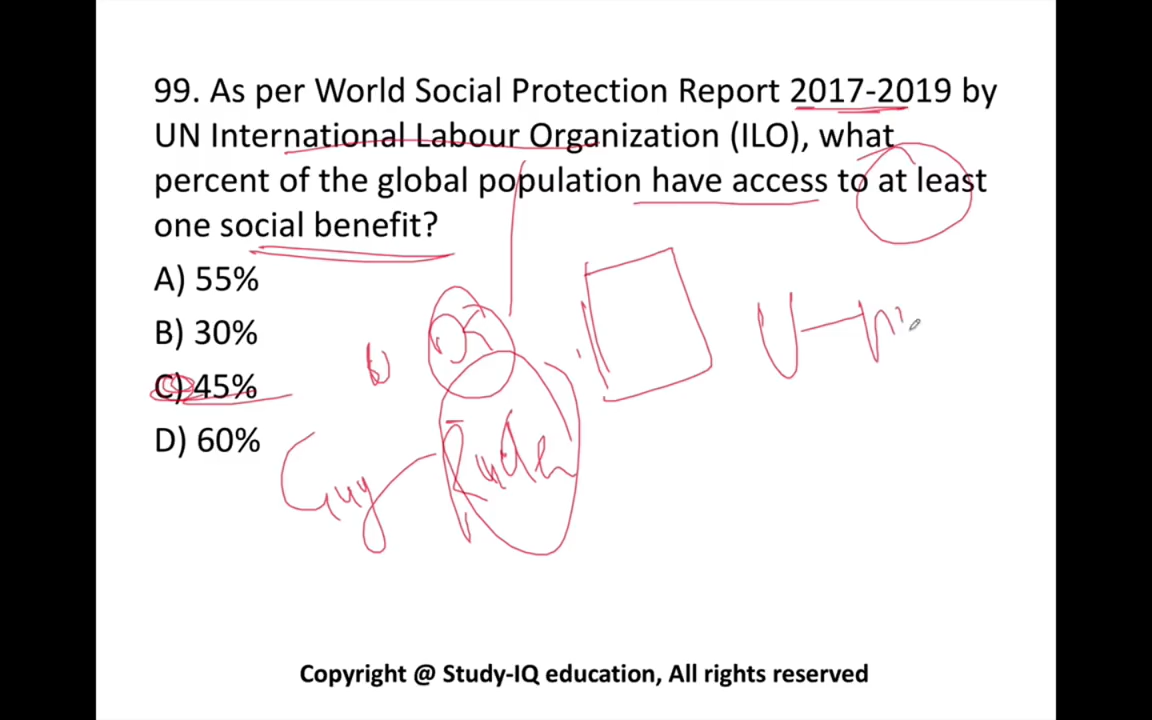 99. As per World Social Protection Report 2017-2019 by
UN International Labour Organization (ILO), what
percent of the global population have access to at least
one social benefit?
A) 55%
B) 30%
C) 45%
D) 60%
Guy
Copyright @ Study-IQ education, All rights reserved